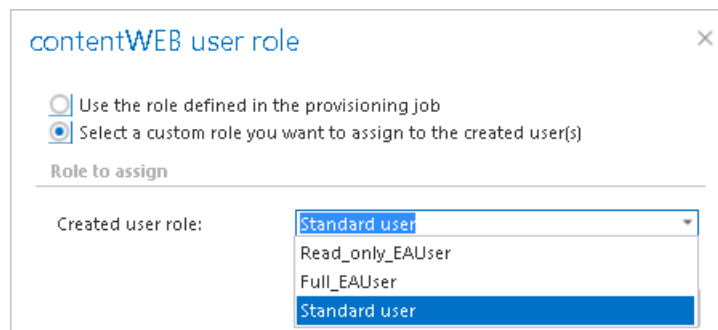 contentWEB user role
Use the role defined in the provisioning job
Select a custom role you want to assign to the created user(s)
Role to assign
Created user role: Standard user
Read_only_EAUser
Full_EAUser
Standard user